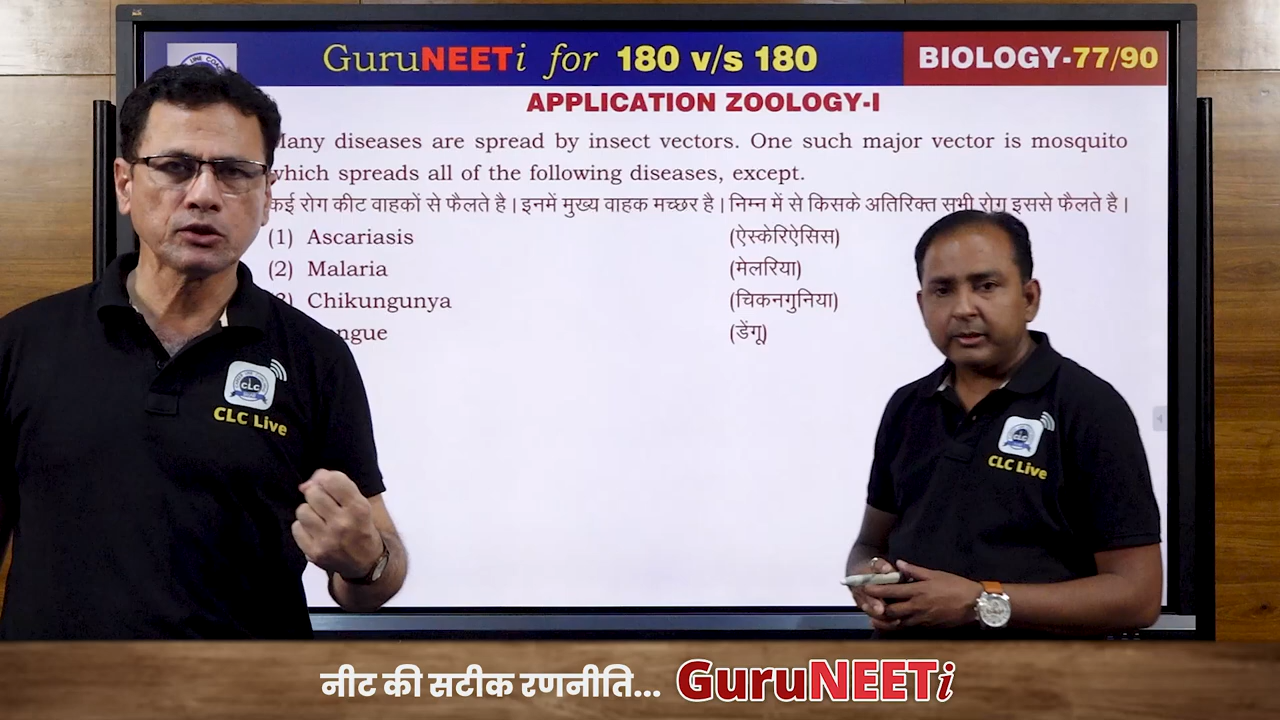 GuruNEETi for 180 v/s 180
BIOLOGY-77/90
APPLICATION ZOOLOGY-I
Many diseases are spread by insect vectors. One such major vector is mosquito
which spreads all of the following diseases, except.
कई रोग कीट वाहकों से फैलते है। इनमें मुख्य वाहक मच्छर है। निम्न में से किसके अतिरिक्त सभी रोग इससे फैलते है।
(1) Ascariasis (ऐस्केरिऐसिस)
(2) Malaria (मेलरिया)
Chikungunya (चिकनगुनिया)
(डेंगू)
CLC
CLC Live
CLC
CLC Live
नीट की सटीक रणनीति... GuruNEETi